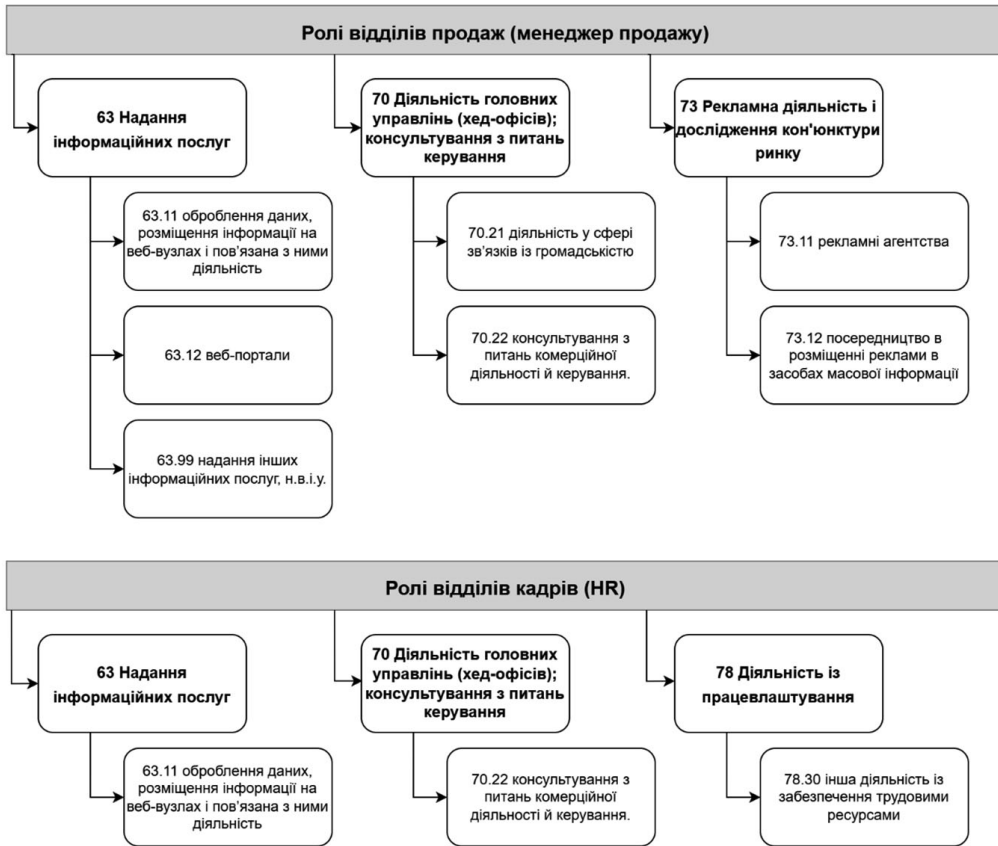 Ролі відділів продаж (менеджер продажу)
63 Надання
інформаційних послуг
63.11 оброблення даних,
розміщення інформації на
веб-вузлах і пов'язана з ними
діяльність
63.12 веб-портали
63.99 надання інших
інформаційних послуг, н.в.і.у.
70 Діяльність головних
управлінь (хед-офісів);
консультування з питань
керування
70.21 діяльність у сфері
зв'язків із громадськістю
70.22 консультування з
питань комерційної
діяльності й керування.
73 Рекламна діяльність і
дослідження кон'юнктури
ринку
73.11 рекламні агентства
73.12 посередництво в
розміщенні реклами в
засобах масової інформації
Ролі відділів кадрів (HR)
63 Надання
інформаційних послуг
63.11 оброблення даних,
розміщення інформації на
веб-вузлах і пов'язана з ними
діяльність
70 Діяльність головних
управлінь (хед-офісів);
консультування з питань
керування
70.22 консультування з
питань комерційної
діяльності й керування.
78 Діяльність із
працевлаштування
78.30 інша діяльність із
забезпечення трудовими
ресурсами